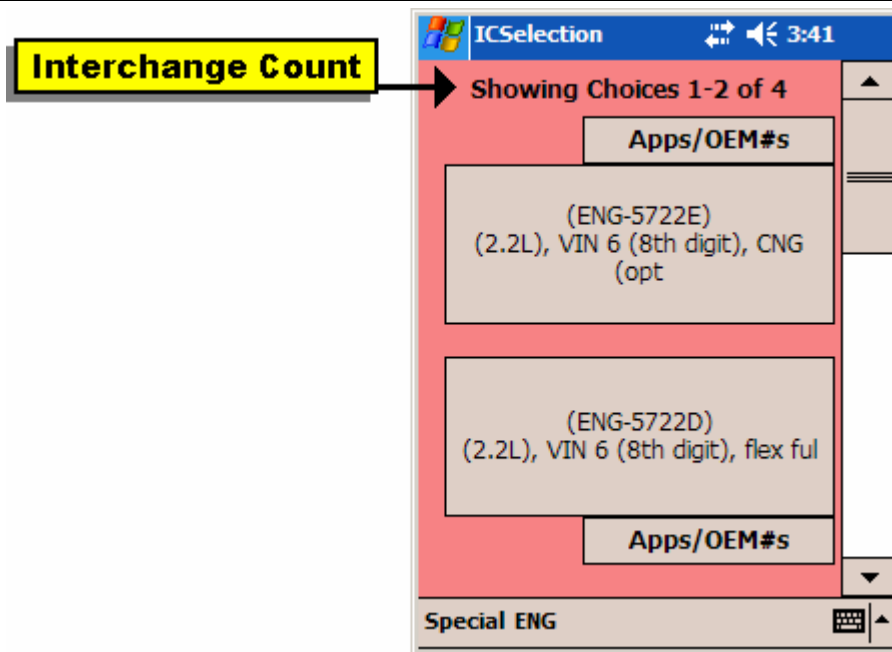 ICSelection 3:41
Interchange Count
Showing Choices 1-2 of 4
Apps/OEM#s
(ENG-5722E)
(2.2L), VIN 6 (8th digit), CNG
(opt
(ENG-5722D)
(2.2L), VIN 6 (8th digit), flex ful
Apps/OEM#s
Special ENG